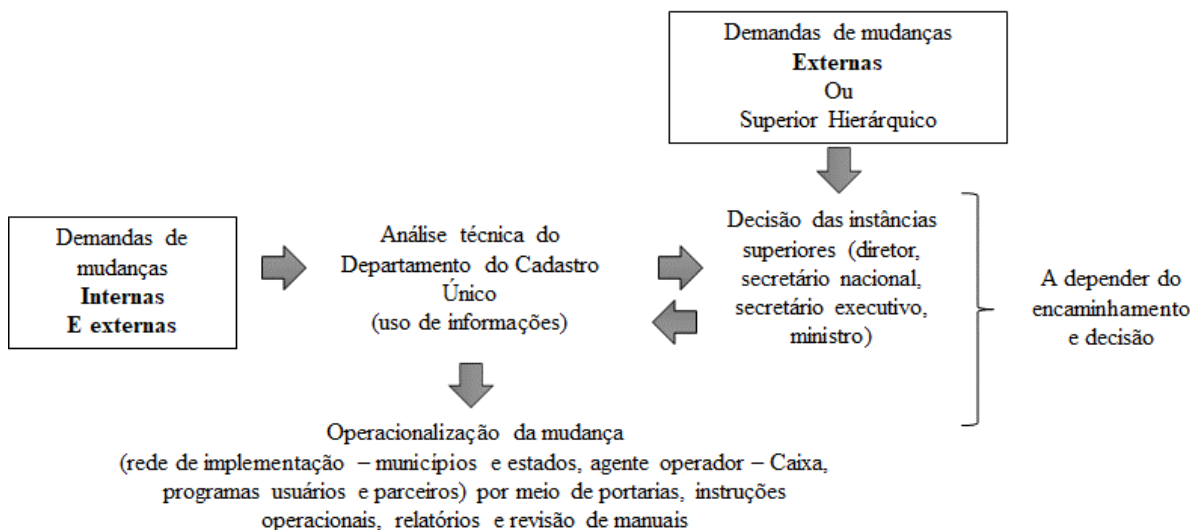 Demandas de mudanças
Externas
Ou
Superior Hierárquico
Demandas de
mudanças
Internas
E externas
Análise técnica do
Departamento do Cadastro
Único
(uso de informações)
Decisão das instâncias
superiores (diretor,
secretário nacional,
secretário executivo,
ministro)
A depender do
encaminhamento
e decisão
Operacionalização da mudança
(rede de implementação – municípios e estados, agente operador – Caixa,
programas usuários e parceiros) por meio de portarias, instruções
operacionais, relatórios e revisão de manuais